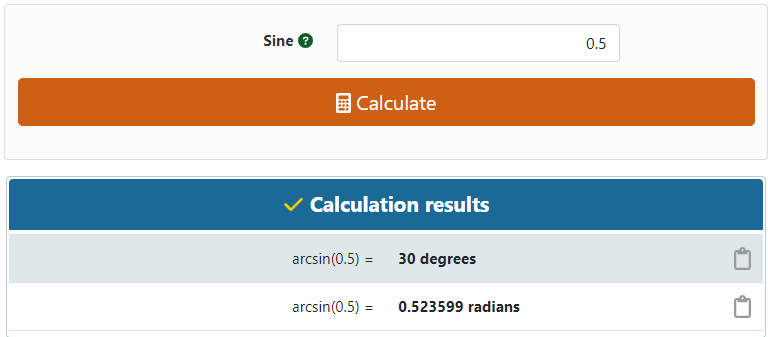 Sine ?
0.5
Calculate
Calculation results
arcsin(0.5) = 30 degrees
arcsin(0.5) = 0.523599 radians